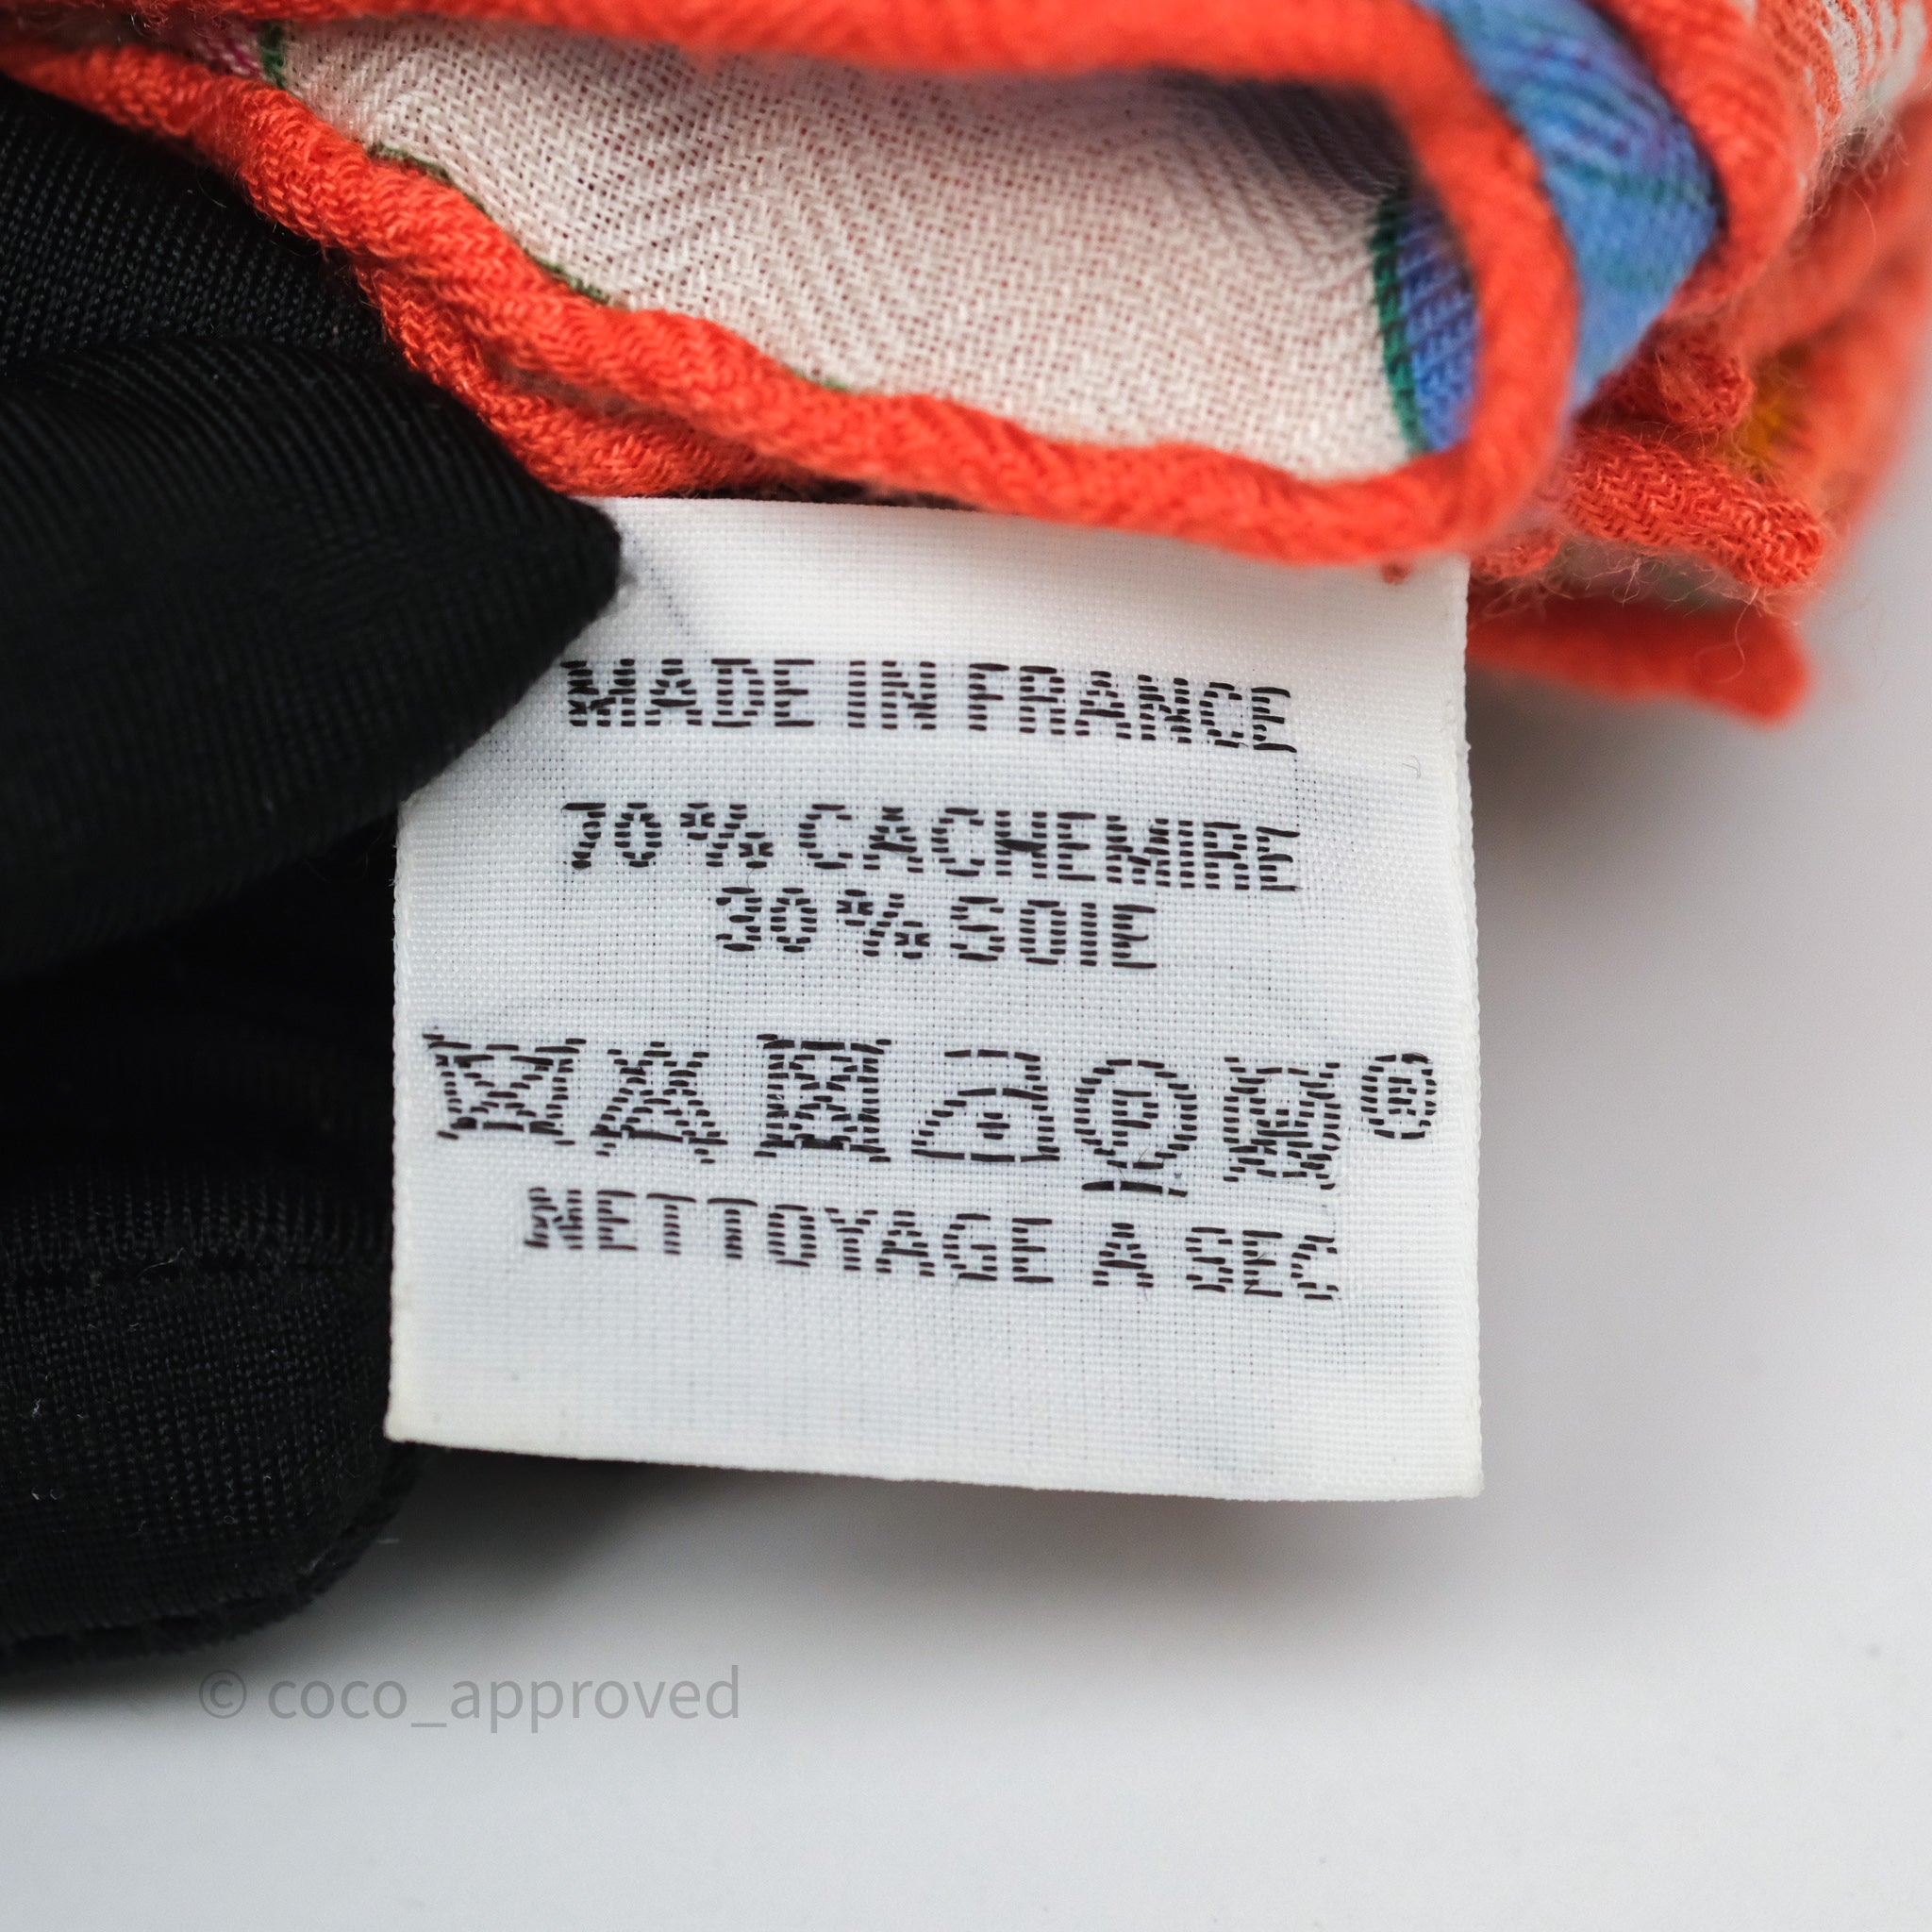 MADE IN FRANCE
70% CACHEMIRE
30% SOIE
®
NETTOYAGE A SEC
© coco_approved